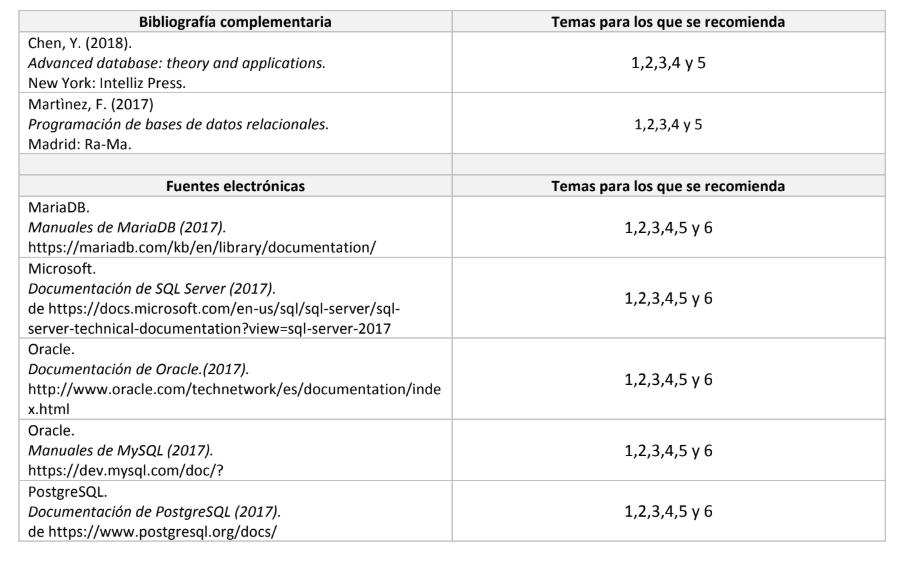 Bibliografía complementaria
Temas para los que se recomienda
Chen, Y. (2018).
Advanced database: theory and applications.
New York: Intelliz Press.
1,2,3,4 y 5
Martìnez, F. (2017)
Programación de bases de datos relacionales.
Madrid: Ra-Ma.
1,2,3,4 y 5
Fuentes electrónicas
Temas para los que se recomienda
MariaDB.
Manuales de MariaDB (2017).
https://mariadb.com/kb/en/library/documentation/
1,2,3,4,5 y 6
Microsoft.
Documentación de SQL Server (2017).
de https://docs.microsoft.com/en-us/sql/sql-server/sql-
server-technical-documentation?view=sql-server-2017
1,2,3,4,5 y 6
Oracle.
Documentación de Oracle.(2017).
http://www.oracle.com/technetwork/es/documentation/inde
x.html
1,2,3,4,5 y 6
Oracle.
Manuales de MySQL (2017).
https://dev.mysql.com/doc/?
1,2,3,4,5 y 6
PostgreSQL.
Documentación de PostgreSQL (2017).
de https://www.postgresql.org/docs/
1,2,3,4,5 y 6